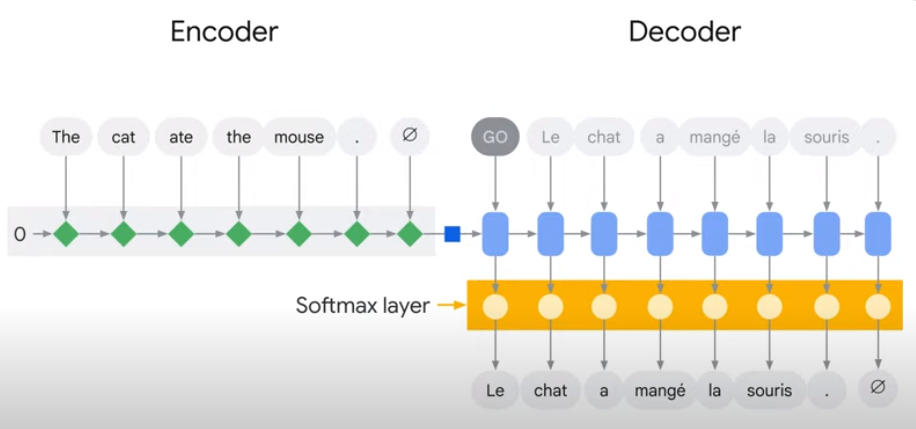 Encoder Decoder
The cat ate the mouse . ∅ GO Le chat a mangé la souris .
0
Softmax layer
Le chat a mangé la souris . ∅